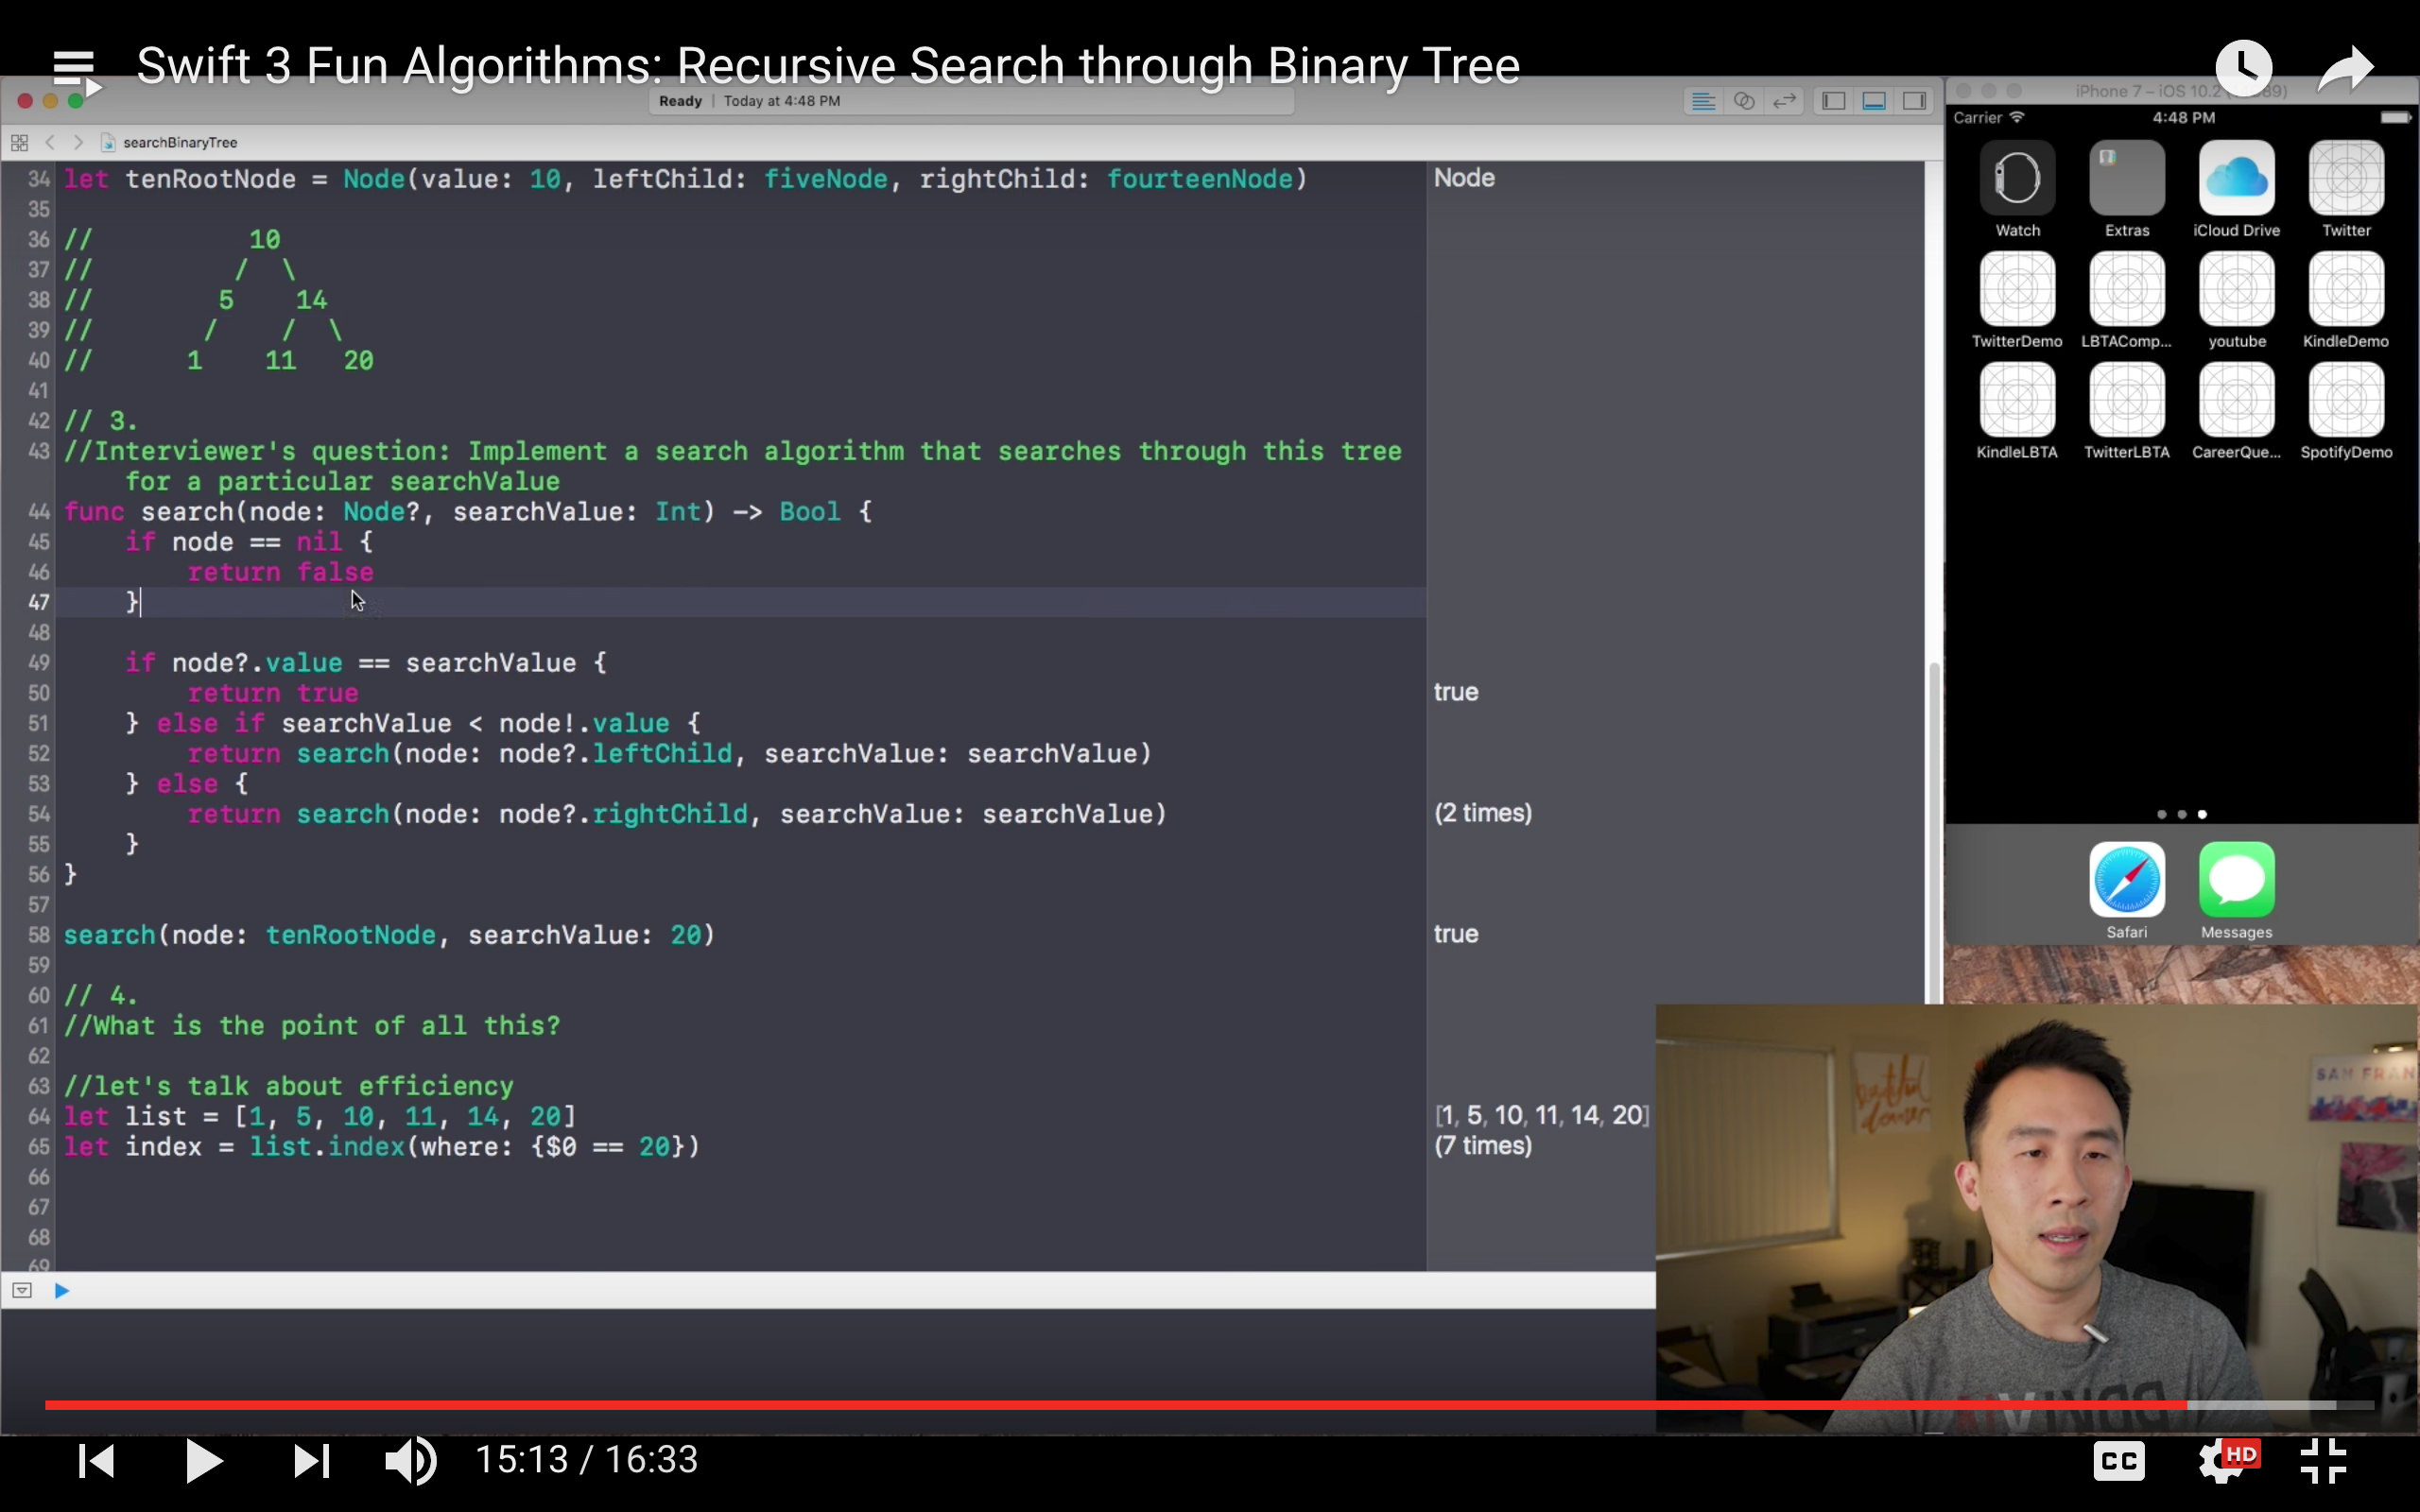 Swift 3 Fun Algorithms: Recursive Search through Binary Tree
Ready | Today at 4:48 PM
searchBinaryTree
34 let tenRootNode = Node(value: 10, leftChild: fiveNode, rightChild: fourteenNode)
Node
35
36 //          10
37 //         /  \
38 //        5    14
39 //       /    /  \
40 //      1    11   20
41
42 // 3.
43 //Interviewer's question: Implement a search algorithm that searches through this tree
for a particular searchValue
44 func search(node: Node?, searchValue: Int) -> Bool {
45     if node == nil {
46         return false
47     }
48
49     if node?.value == searchValue {
50         return true
true
51     } else if searchValue < node!.value {
52         return search(node: node?.leftChild, searchValue: searchValue)
53     } else {
54         return search(node: node?.rightChild, searchValue: searchValue)
(2 times)
55     }
56 }
57
58 search(node: tenRootNode, searchValue: 20)
true
59
60 // 4.
61 //What is the point of all this?
62
63 //let's talk about efficiency
64 let list = [1, 5, 10, 11, 14, 20]
[1, 5, 10, 11, 14, 20]
65 let index = list.index(where: {$0 == 20})
(7 times)
66
67
68
69
iPhone 7 – iOS 10.2
Carrier
4:48 PM
Watch
Extras
iCloud Drive
Twitter
TwitterDemo
LBTAComp...
youtube
KindleDemo
KindleLBTA
TwitterLBTA
CareerQue...
SpotifyDemo
Safari
Messages
SAN FRAN
15:13 / 16:33
CC
HD